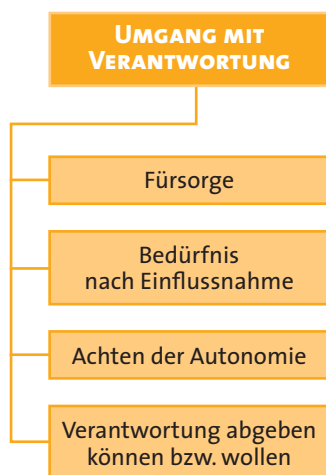 UMGANG MIT
VERANTWORTUNG
Fürsorge
Bedürfnis
nach Einflussnahme
Achten der Autonomie
Verantwortung abgeben
können bzw. wollen